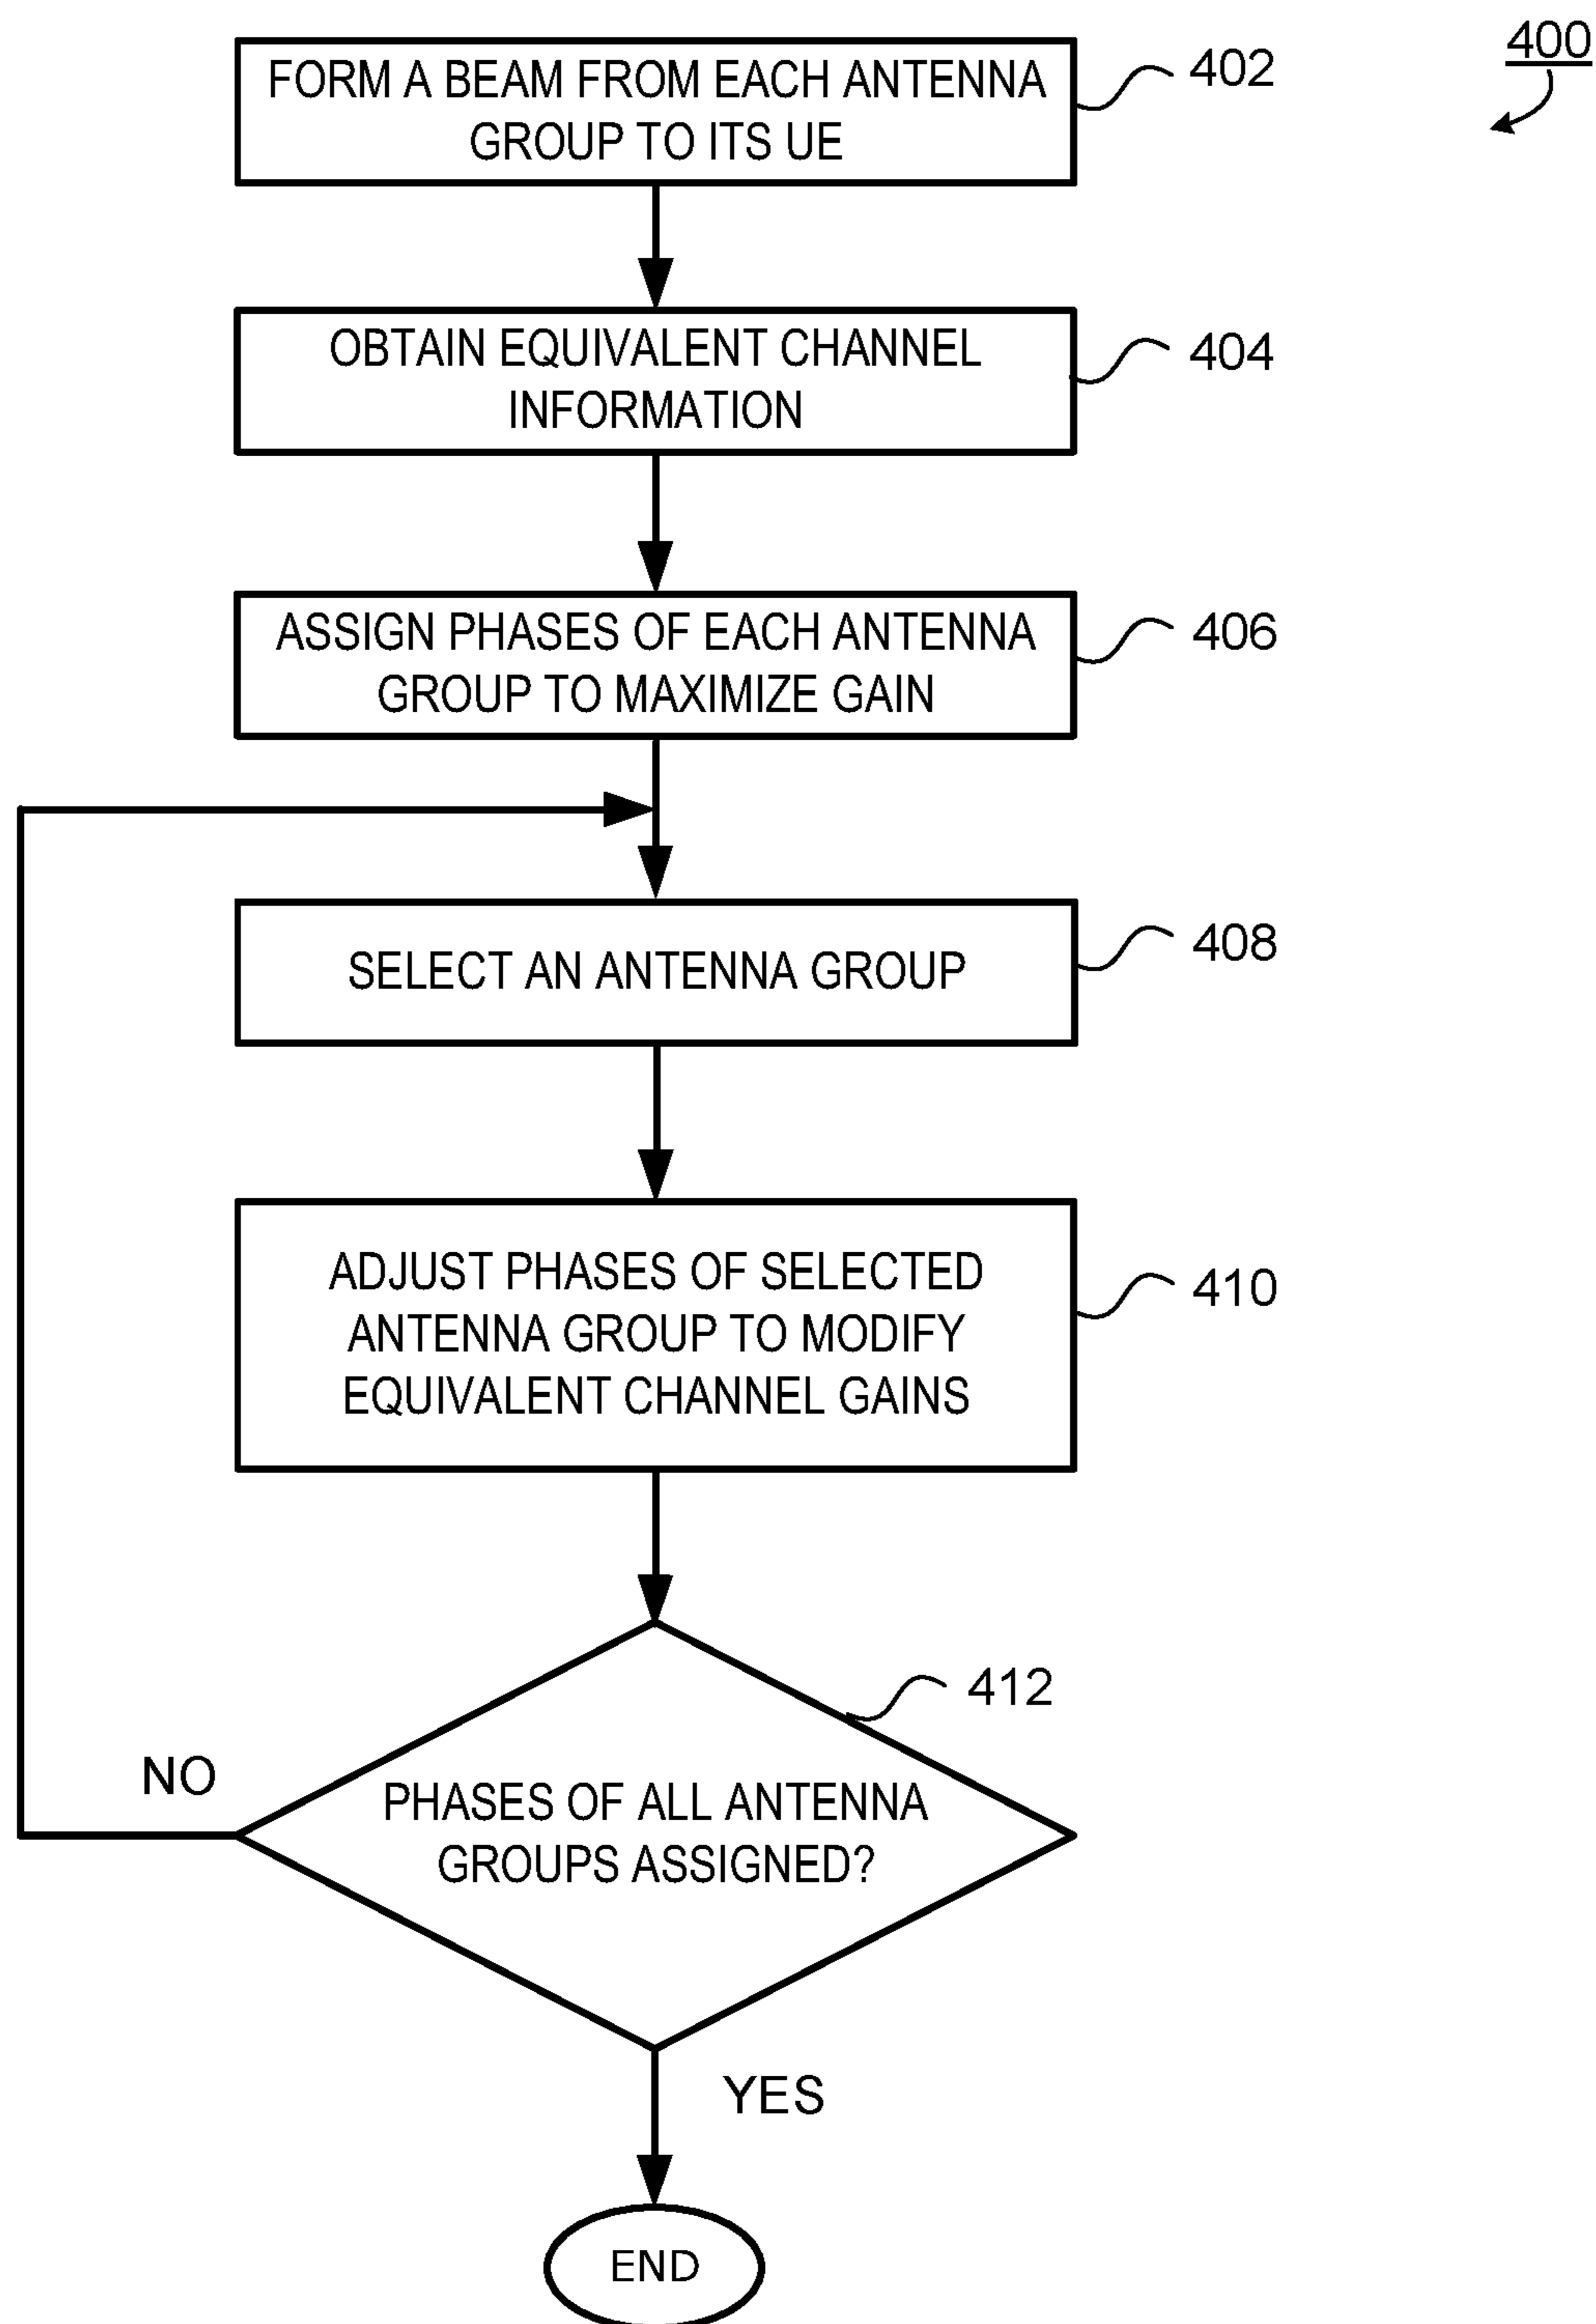 400
FORM A BEAM FROM EACH ANTENNA
GROUP TO ITS UE
402
OBTAIN EQUIVALENT CHANNEL
INFORMATION
404
ASSIGN PHASES OF EACH ANTENNA
GROUP TO MAXIMIZE GAIN
406
SELECT AN ANTENNA GROUP
408
ADJUST PHASES OF SELECTED
ANTENNA GROUP TO MODIFY
EQUIVALENT CHANNEL GAINS
410
412
NO
PHASES OF ALL ANTENNA
GROUPS ASSIGNED?
YES
END